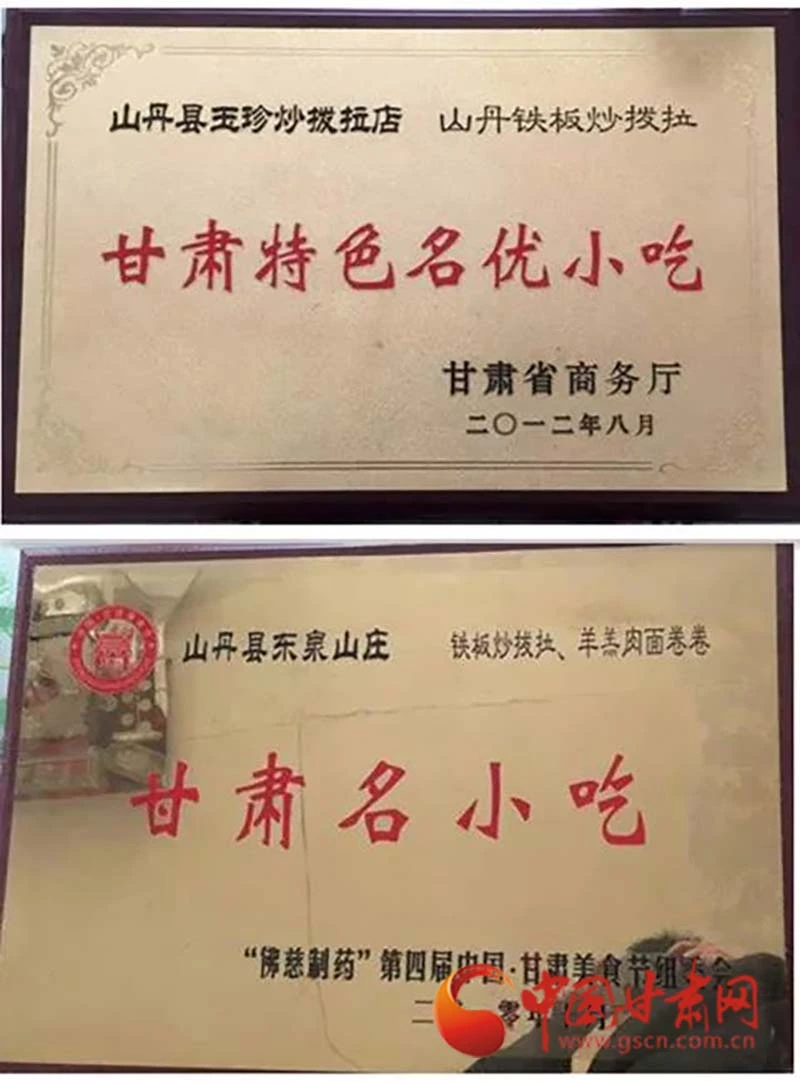 山丹县玉珍炒拨拉店 山丹铁板炒拨拉
甘肃特色名优小吃
甘肃省商务厅
二〇一二年八月
山丹县东泉山庄 铁板炒拨拉、羊羔肉面卷卷
甘肃名小吃
“佛慈制药”第四届中国·甘肃美食节组委会
中国甘肃网
www.gscn.com.cn